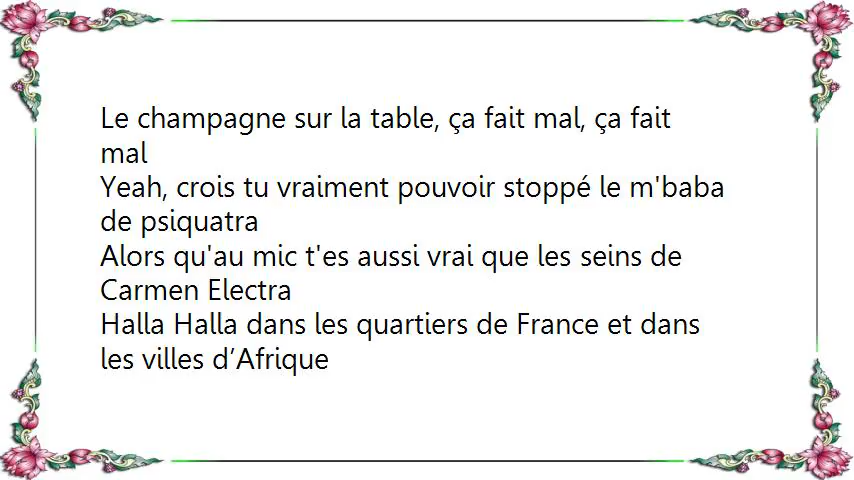 Le champagne sur la table, ça fait mal, ça fait
mal
Yeah, crois tu vraiment pouvoir stoppé le m'baba
de psiquatra
Alors qu'au mic t'es aussi vrai que les seins de
Carmen Electra
Halla Halla dans les quartiers de France et dans
les villes d’Afrique